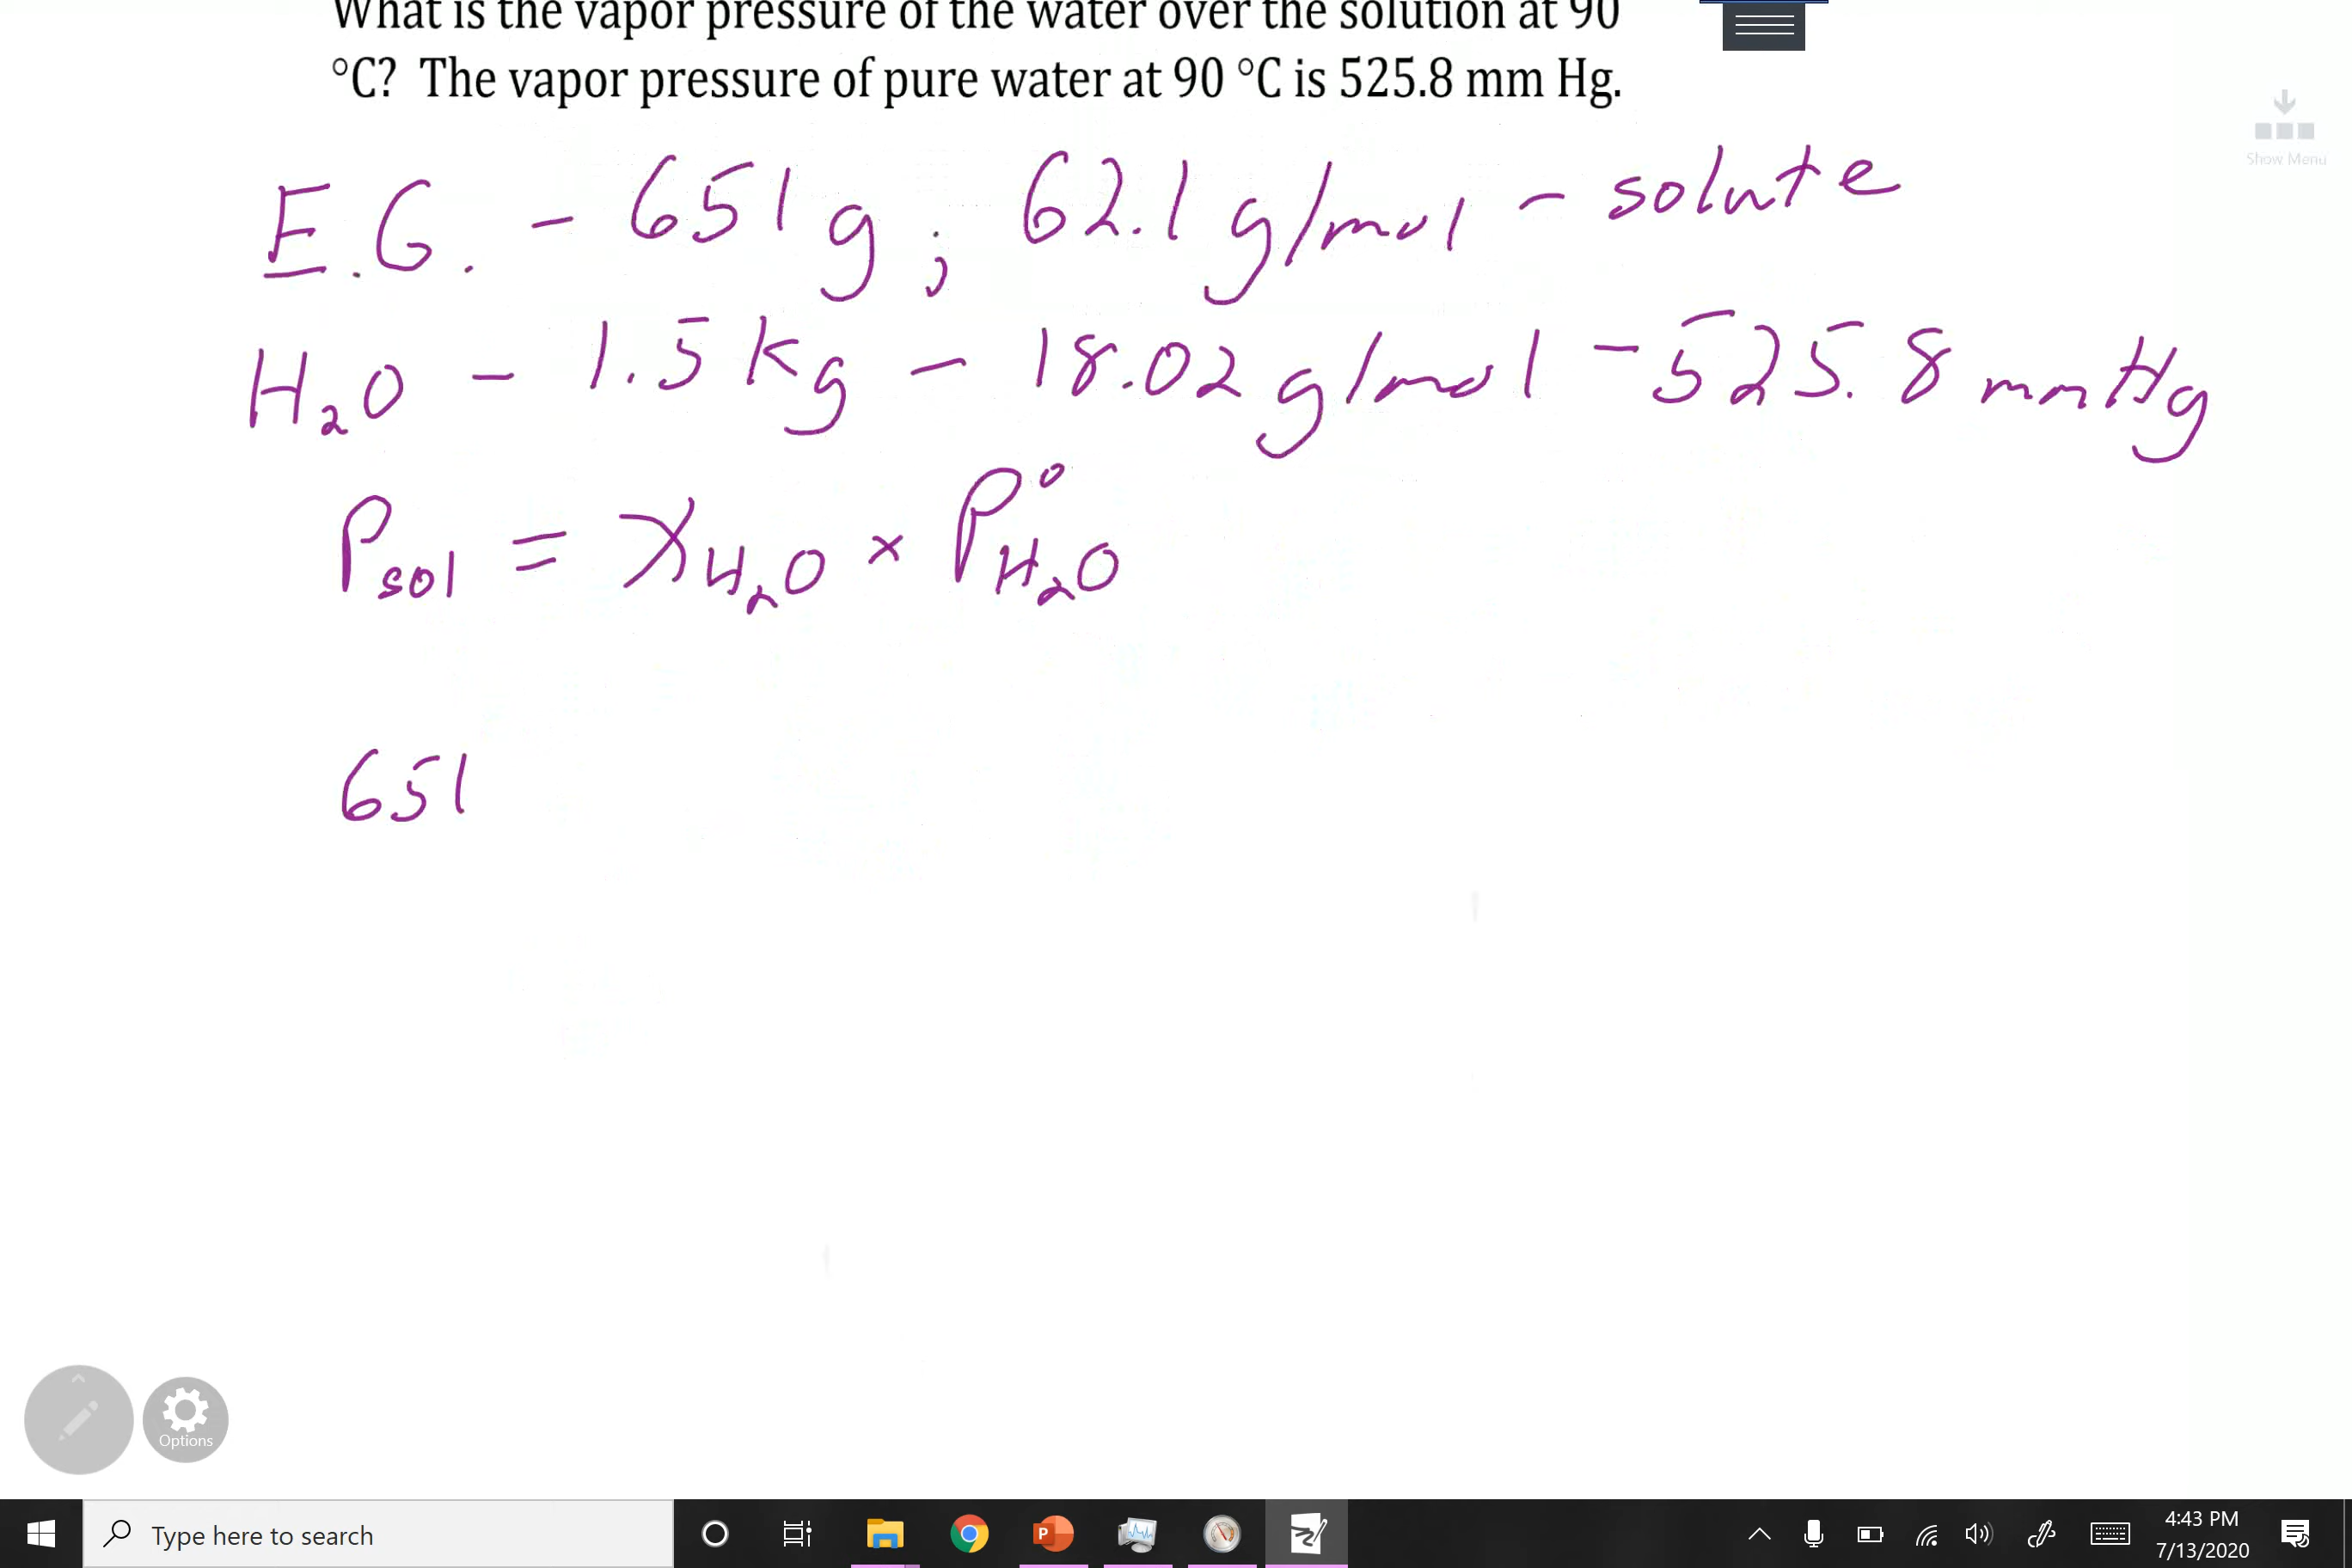 What is the vapor pressure of the water over the solution at 90
°C? The vapor pressure of pure water at 90 °C is 525.8 mm Hg.
Show Menu
E.G. - 651 g ; 62.1 g/mol - solute
H₂O - 1.5 kg - 18.02 g/mol - 525.8 mmHg
P sol = X H₂O × P° H₂O
651
Options
Type here to search
4:43 PM
7/13/2020